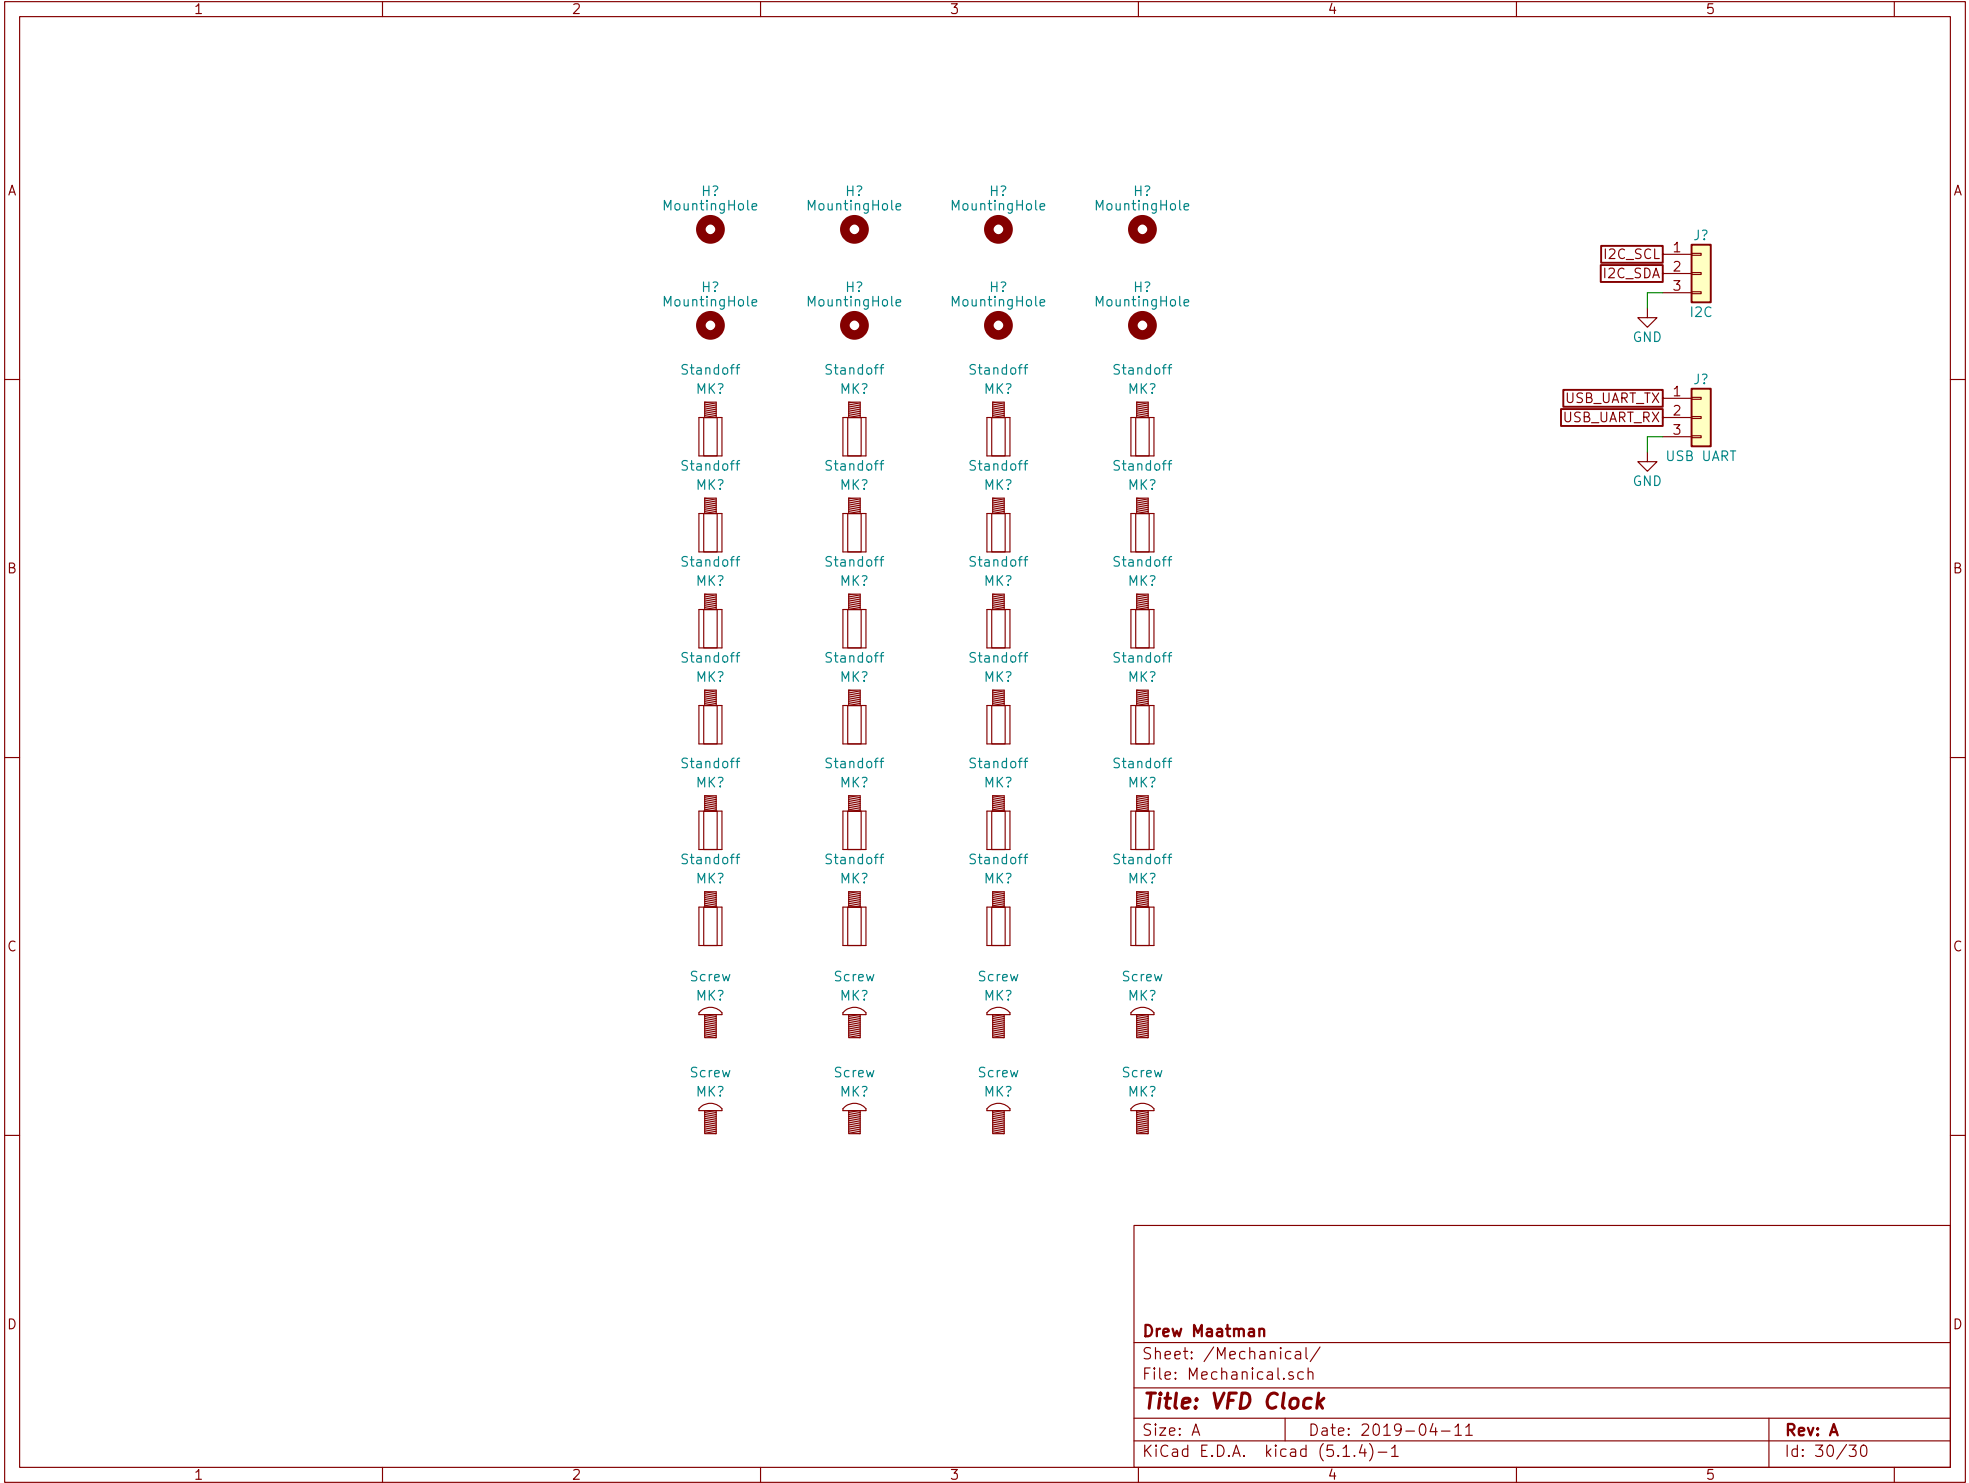 1 2 3 4 5
A A
H? H? H? H?
MountingHole MountingHole MountingHole MountingHole
H? H? H? H?
MountingHole MountingHole MountingHole MountingHole
J?
I2C_SCL 1
I2C_SDA 2
3
I2C
GND
Standoff Standoff Standoff Standoff
MK? MK? MK? MK?
J?
USB_UART_TX 1
USB_UART_RX 2
3
USB UART
GND
Standoff Standoff Standoff Standoff
MK? MK? MK? MK?
B B
Standoff Standoff Standoff Standoff
MK? MK? MK? MK?
Standoff Standoff Standoff Standoff
MK? MK? MK? MK?
Standoff Standoff Standoff Standoff
MK? MK? MK? MK?
Standoff Standoff Standoff Standoff
MK? MK? MK? MK?
C C
Screw Screw Screw Screw
MK? MK? MK? MK?
Screw Screw Screw Screw
MK? MK? MK? MK?
D D
Drew Maatman
Sheet: /Mechanical/
File: Mechanical.sch
Title: VFD Clock
Size: A Date: 2019-04-11 Rev: A
KiCad E.D.A. kicad (5.1.4)-1 Id: 30/30
1 2 3 4 5